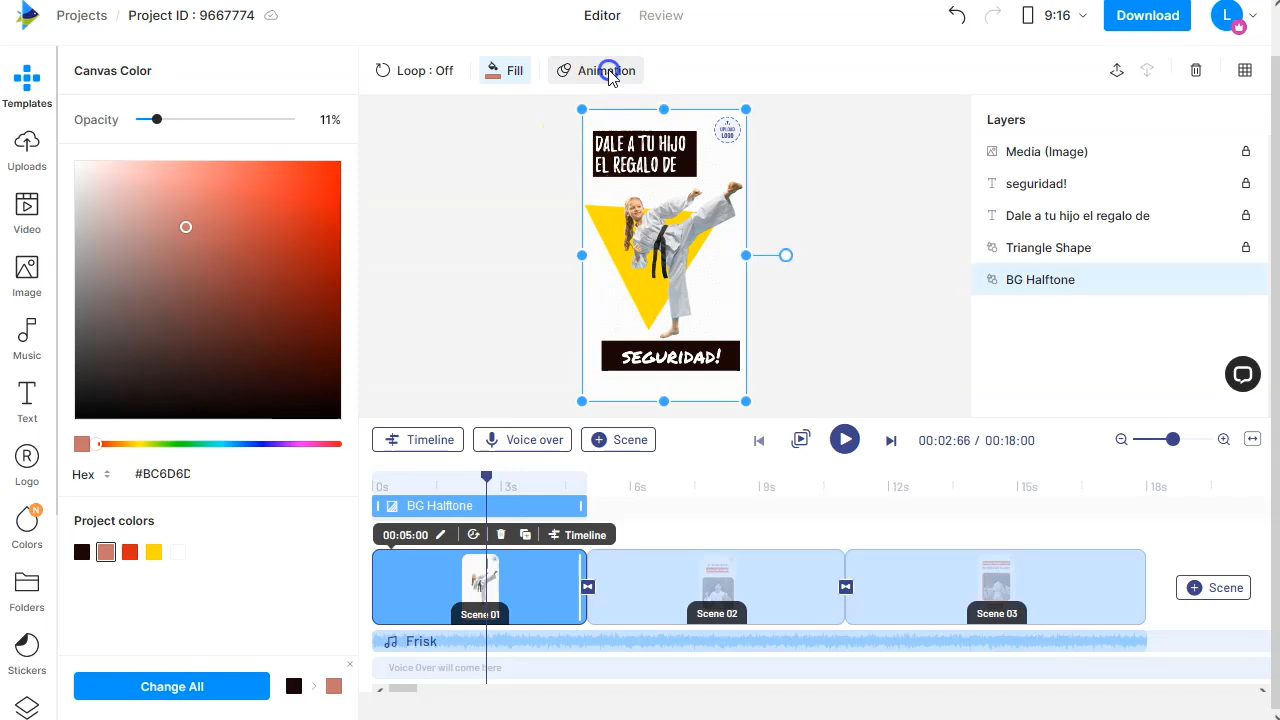 Projects / Project ID : 9667774
Editor
Review
9:16
Download
L
Templates
Uploads
Video
Image
Music
Text
Logo
N
Colors
Folders
Stickers
Canvas Color
Opacity
11%
Hex
#BC6D6D
Project colors
Change All
Loop : Off
Fill
Animation
UPLOAD
LOGO
DALE A TU HIJO
EL REGALO DE
SEGURIDAD!
Layers
Media (Image)
seguridad!
Dale a tu hijo el regalo de
Triangle Shape
BG Halftone
Timeline
Voice over
Scene
00:02:66 / 00:18:00
0s
3s
6s
9s
12s
15s
18s
BG Halftone
00:05:00
Timeline
Scene 01
Scene 02
Scene 03
Scene
Frisk
Voice Over will come here